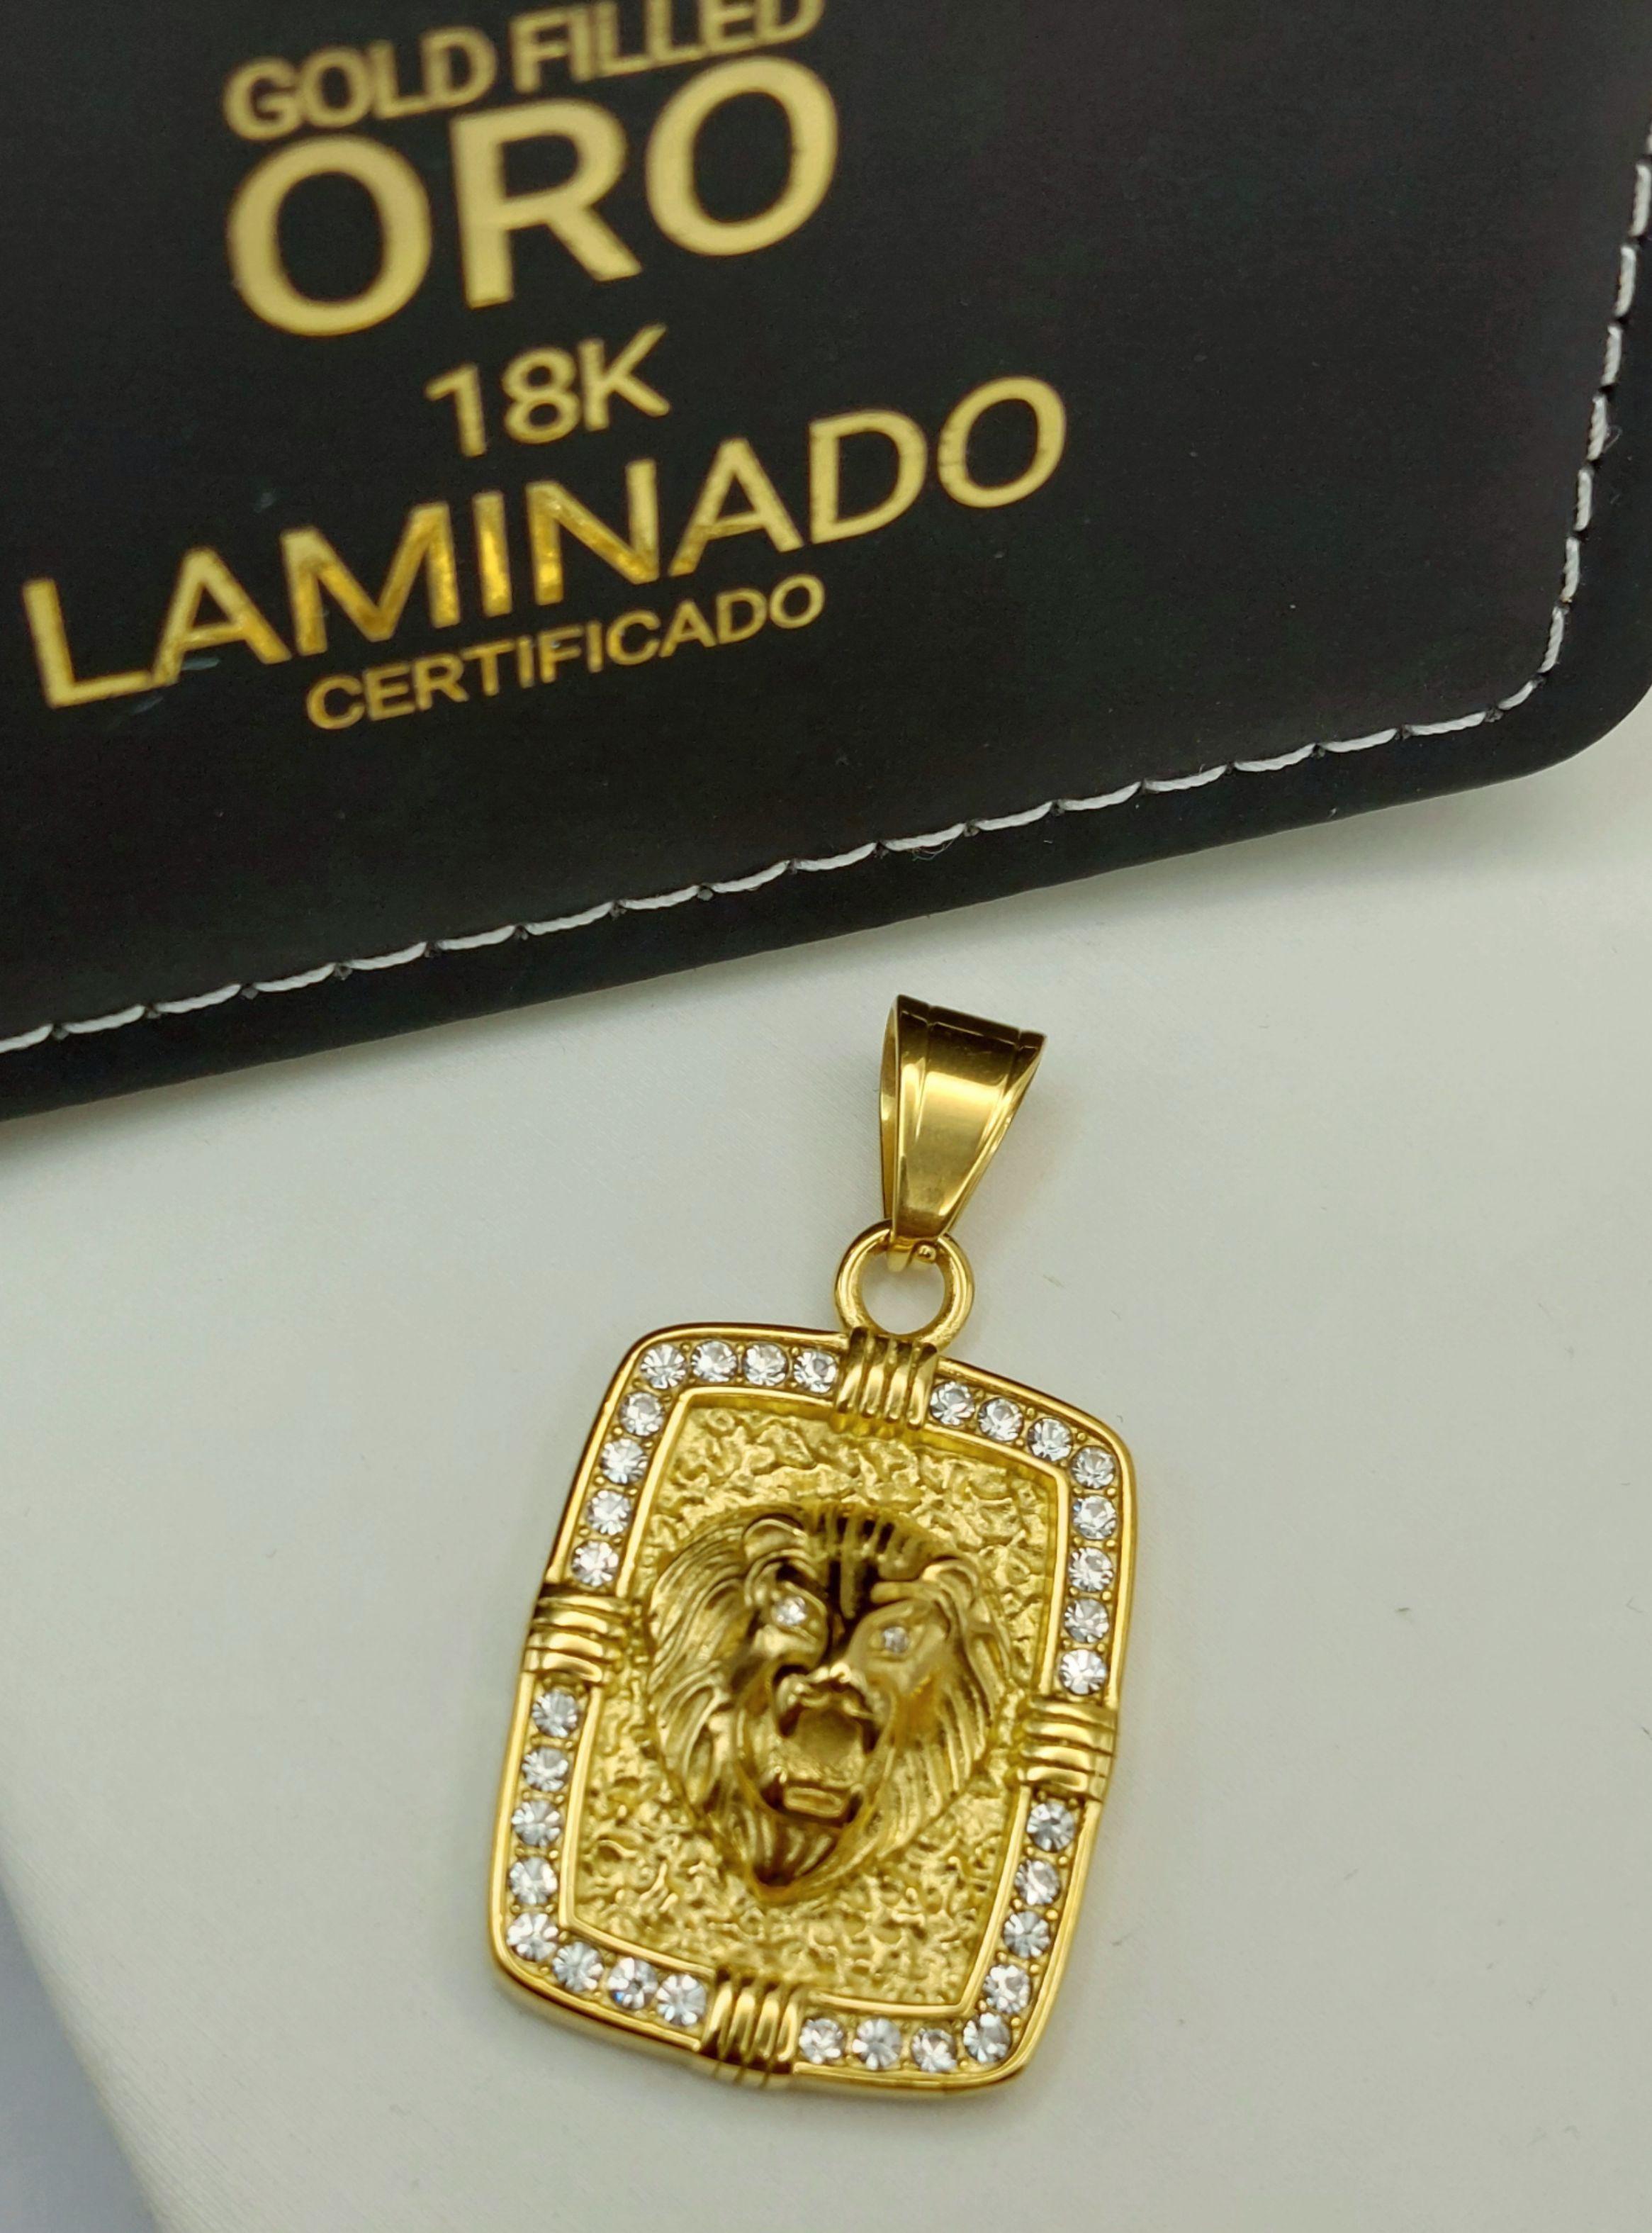 GOLD FILLED
ORO
18K
LAMINADO
CERTIFICADO